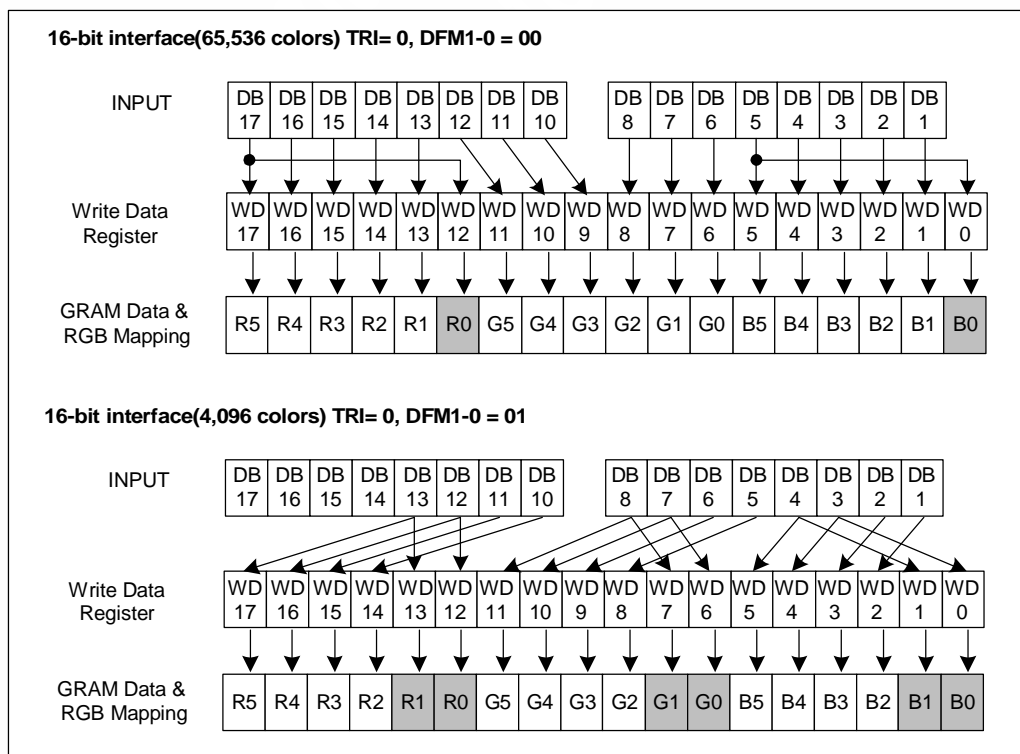 16-bit interface(65,536 colors) TRI= 0, DFM1-0 = 00
INPUT
DB DB DB DB DB DB DB DB DB DB DB DB DB DB DB DB
17 16 15 14 13 12 11 10 8 7 6 5 4 3 2 1
Write Data
Register
WD WD WD WD WD WD WD WD WD WD WD WD WD WD WD WD WD WD
17 16 15 14 13 12 11 10 9 8 7 6 5 4 3 2 1 0
GRAM Data &
RGB Mapping
R5 R4 R3 R2 R1 R0 G5 G4 G3 G2 G1 G0 B5 B4 B3 B2 B1 B0
16-bit interface(4,096 colors) TRI= 0, DFM1-0 = 01
INPUT
DB DB DB DB DB DB DB DB DB DB DB DB DB DB DB DB
17 16 15 14 13 12 11 10 8 7 6 5 4 3 2 1
Write Data
Register
WD WD WD WD WD WD WD WD WD WD WD WD WD WD WD WD WD WD
17 16 15 14 13 12 11 10 9 8 7 6 5 4 3 2 1 0
GRAM Data &
RGB Mapping
R5 R4 R3 R2 R1 R0 G5 G4 G3 G2 G1 G0 B5 B4 B3 B2 B1 B0